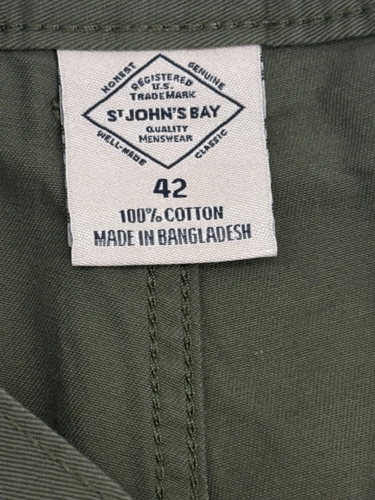 HONEST GENUINE
REGISTERED
U.S.
TRADEMARK
ST JOHN'S BAY
QUALITY
MENSWEAR
WELL-MADE CLASSIC
42
100% COTTON
MADE IN BANGLADESH